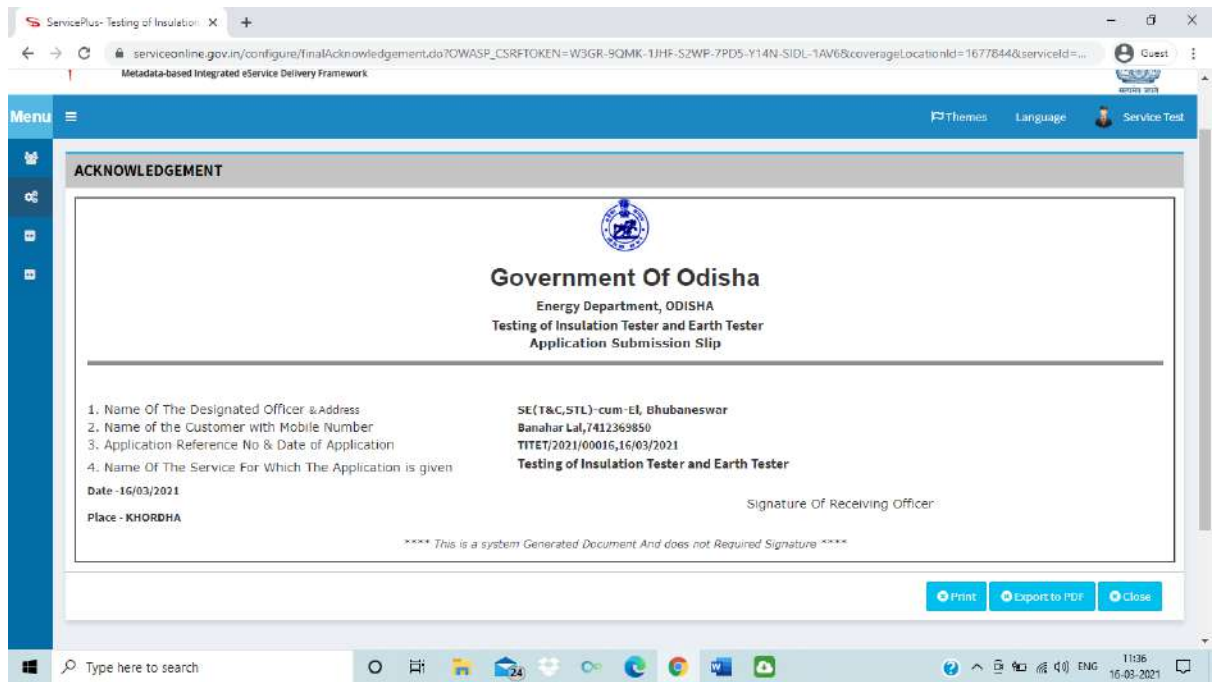 ServicePlus- Testing of Insulation
serviceonline.gov.in/configure/finalAcknowledgement.do?OWASP_CSRFTOKEN=W3GR-9QMK-1JHF-S2WP-7PD5-Y14N-SIDL-1AV6&coverageLocationId=1677844&serviceId=...
Guest
Metadata-based Integrated eService Delivery Framework
Menu
Themes
Language
Service Test
ACKNOWLEDGEMENT
Government Of Odisha
Energy Department, ODISHA
Testing of Insulation Tester and Earth Tester
Application Submission Slip
1. Name Of The Designated Officer & Address SE(T&C,STL)-cum-EI, Bhubaneswar
2. Name of the Customer with Mobile Number Banahar Lal,7412369850
3. Application Reference No & Date of Application TITET/2021/00016,16/03/2021
4. Name Of The Service For Which The Application is given Testing of Insulation Tester and Earth Tester
Date -16/03/2021
Signature Of Receiving Officer
Place - KHORDHA
**** This is a system Generated Document And does not Required Signature ****
Print
Export to PDF
Close
Type here to search
24
ENG
11:36
16-03-2021